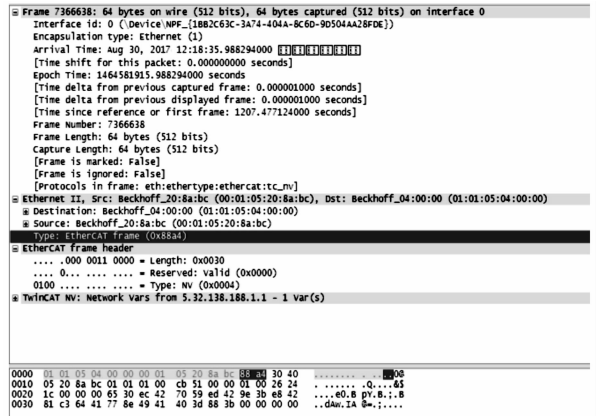 Frame 7366638: 64 bytes on wire (512 bits), 64 bytes captured (512 bits) on interface 0
Interface id: 0 (\Device\NPF_{1BB2C63C-3A74-404A-8C6D-9D504AA28FDE})
Encapsulation type: Ethernet (1)
Arrival Time: Aug 30, 2017 12:18:35.988294000
[Time shift for this packet: 0.000000000 seconds]
Epoch Time: 1464581915.988294000 seconds
[Time delta from previous captured frame: 0.000001000 seconds]
[Time delta from previous displayed frame: 0.000001000 seconds]
[Time since reference or first frame: 1207.477124000 seconds]
Frame Number: 7366638
Frame Length: 64 bytes (512 bits)
Capture Length: 64 bytes (512 bits)
[Frame is marked: False]
[Frame is ignored: False]
[Protocols in frame: eth:ethertype:ethercat:tc_nv]
Ethernet II, Src: Beckhoff_20:8a:bc (00:01:05:20:8a:bc), Dst: Beckhoff_04:00:00 (01:01:05:04:00:00)
Destination: Beckhoff_04:00:00 (01:01:05:04:00:00)
Source: Beckhoff_20:8a:bc (00:01:05:20:8a:bc)
Type: EtherCAT frame (0x88a4)
EtherCAT frame header
.... .000 0011 0000 = Length: 0x0030
.... 0... .... .... = Reserved: Valid (0x0000)
0100 .... .... .... = Type: NV (0x0004)
TwinCAT NV: Network Vars from 5.32.138.188.1.1 - 1 Var(s)
0000 01 01 05 04 00 00 00 01 05 20 8a bc 88 a4 30 40 ........ . ....0@
0010 05 20 8a bc 01 01 01 00 cb 51 00 00 01 00 26 24 . ...... .Q....&$
0020 1c 00 00 00 65 30 ec 42 70 59 ed 42 9e 3b e8 42 ....e0.B pY.B.;.B
0030 81 c3 64 41 77 8e 49 41 40 3d 88 3b 00 00 00 00 ..dAw.IA @=.;....